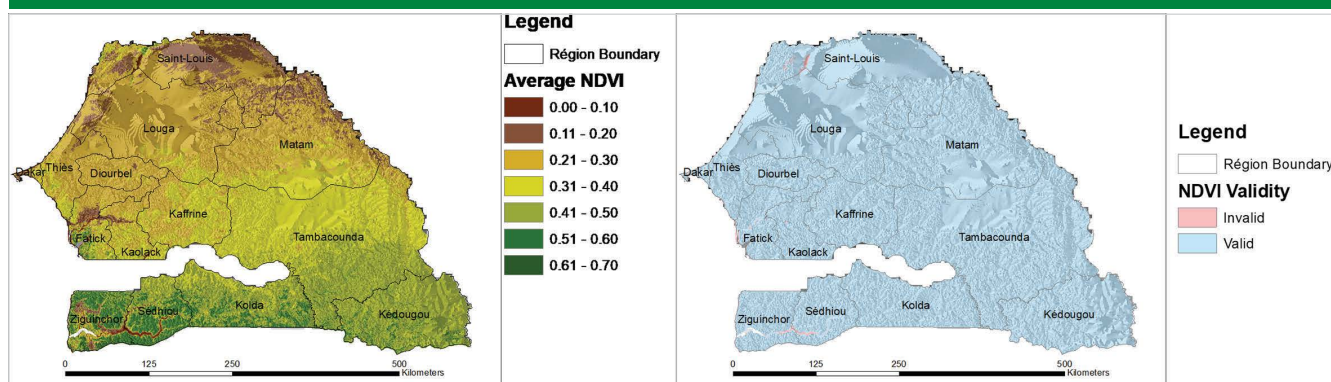 Saint-Louis
Louga
Matam
Dakar
Thiès
Diourbel
Kaffrine
Fatick
Kaolack
Tambacounda
Ziguinchor
Sédhiou
Kolda
Kédougou
0 125 250 500
Kilometers
Legend
Région Boundary
Average NDVI
0.00 - 0.10
0.11 - 0.20
0.21 - 0.30
0.31 - 0.40
0.41 - 0.50
0.51 - 0.60
0.61 - 0.70
Saint-Louis
Louga
Matam
Dakar
Thiès
Diourbel
Kaffrine
Fatick
Kaolack
Tambacounda
Ziguinchor
Sédhiou
Kolda
Kédougou
0 125 250 500
Kilometers
Legend
Région Boundary
NDVI Validity
Invalid
Valid